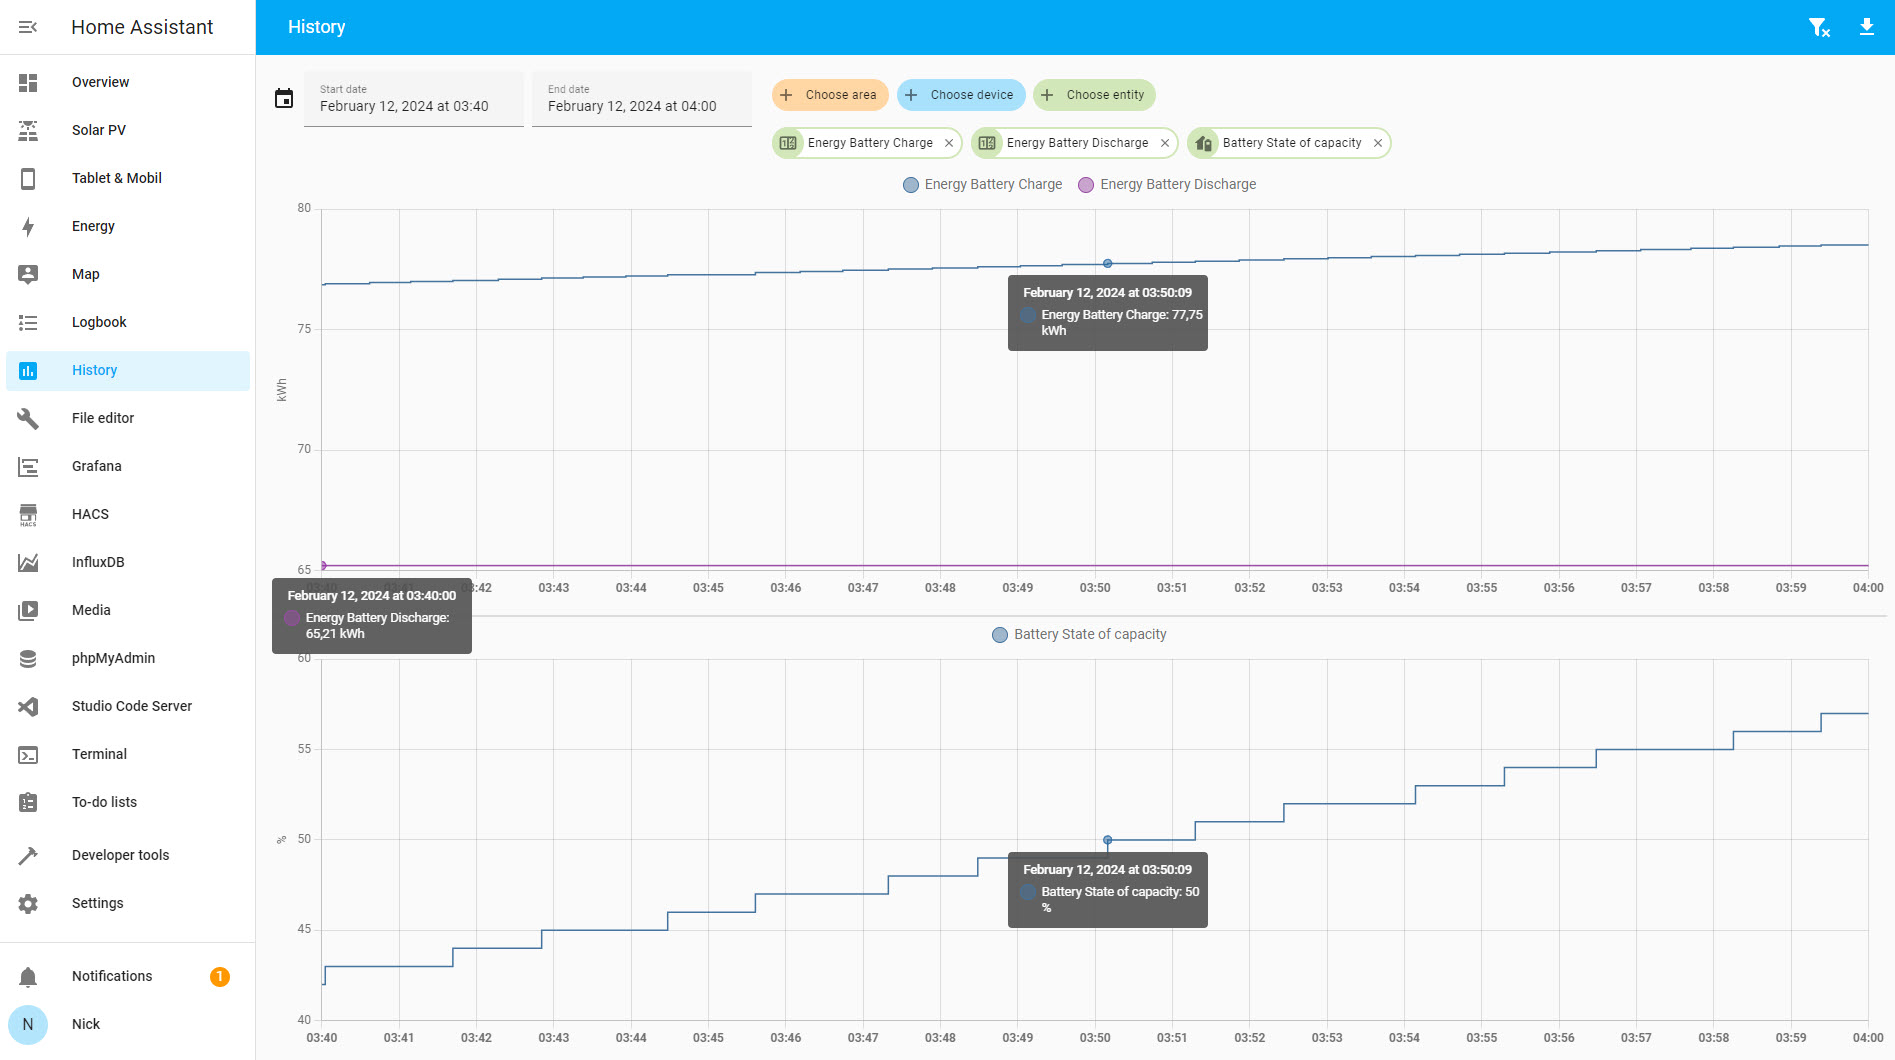 Home Assistant
History
Overview
Solar PV
Tablet & Mobil
Energy
Map
Logbook
History
File editor
Grafana
HACS
HACS
InfluxDB
Media
phpMyAdmin
Studio Code Server
Terminal
To-do lists
Developer tools
Settings
Notifications
1
N
Nick
Start date
February 12, 2024 at 03:40
End date
February 12, 2024 at 04:00
Choose area
Choose device
Choose entity
Energy Battery Charge
Energy Battery Discharge
Battery State of capacity
Energy Battery Charge Energy Battery Discharge
80
75
70
65
kWh
February 12, 2024 at 03:50:09
Energy Battery Charge: 77,75
kWh
03:40 03:41 03:42 03:43 03:44 03:45 03:46 03:47 03:48 03:49 03:50 03:51 03:52 03:53 03:54 03:55 03:56 03:57 03:58 03:59 04:00
February 12, 2024 at 03:40:00
Energy Battery Discharge:
65,21 kWh
Battery State of capacity
60
55
50
45
40
%
February 12, 2024 at 03:50:09
Battery State of capacity: 50
%
03:40 03:41 03:42 03:43 03:44 03:45 03:46 03:47 03:48 03:49 03:50 03:51 03:52 03:53 03:54 03:55 03:56 03:57 03:58 03:59 04:00